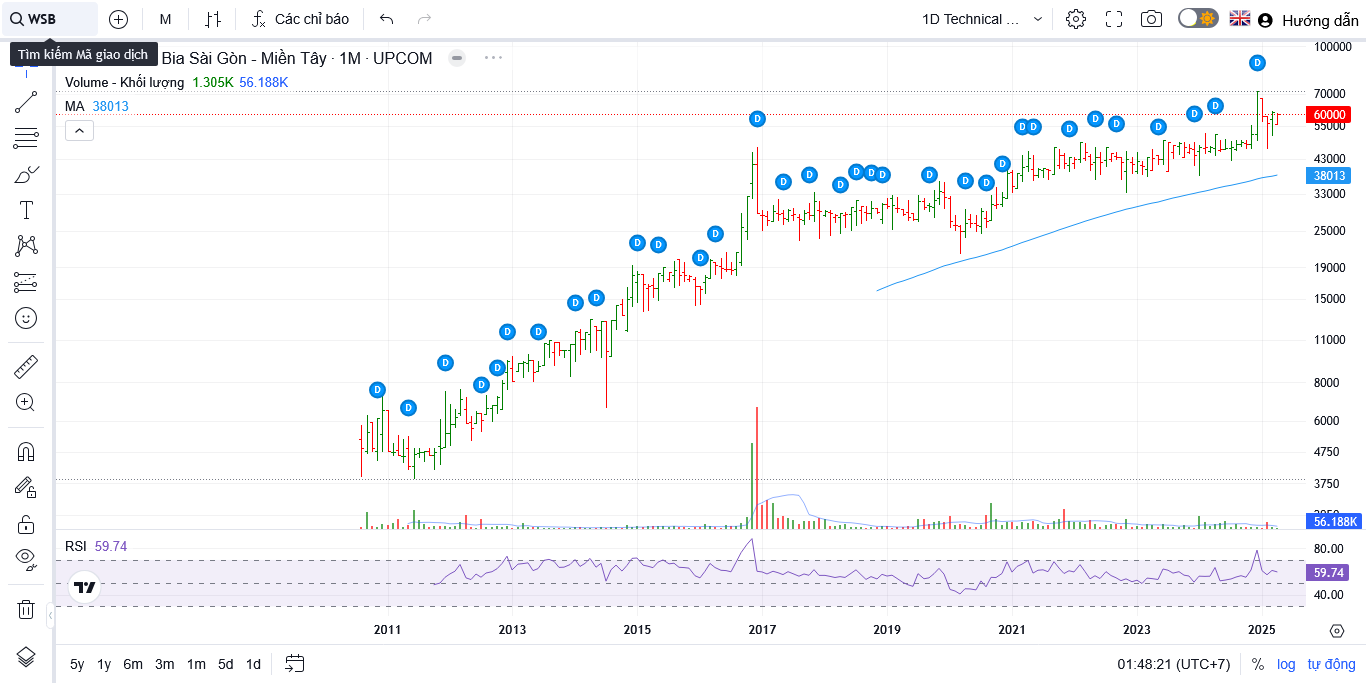 WSB
M
Các chỉ báo
1D Technical ...
Hướng dẫn
Tìm kiếm Mã giao dịch
Bia Sài Gòn - Miền Tây · 1M · UPCOM
Volume - Khối lượng 1.305K 56.188K
MA 38013
D D D D D D D D D D D D D D D D D D D D D D D D D D D D D D D D D D D D D
100000
70000
60000
55000
43000
38013
33000
25000
19000
15000
11000
8000
6000
4750
3750
56.188K
RSI 59.74
80.00
59.74
40.00
2011 2013 2015 2017 2019 2021 2023 2025
5y 1y 6m 3m 1m 5d 1d
01:48:21 (UTC+7) % log tự động